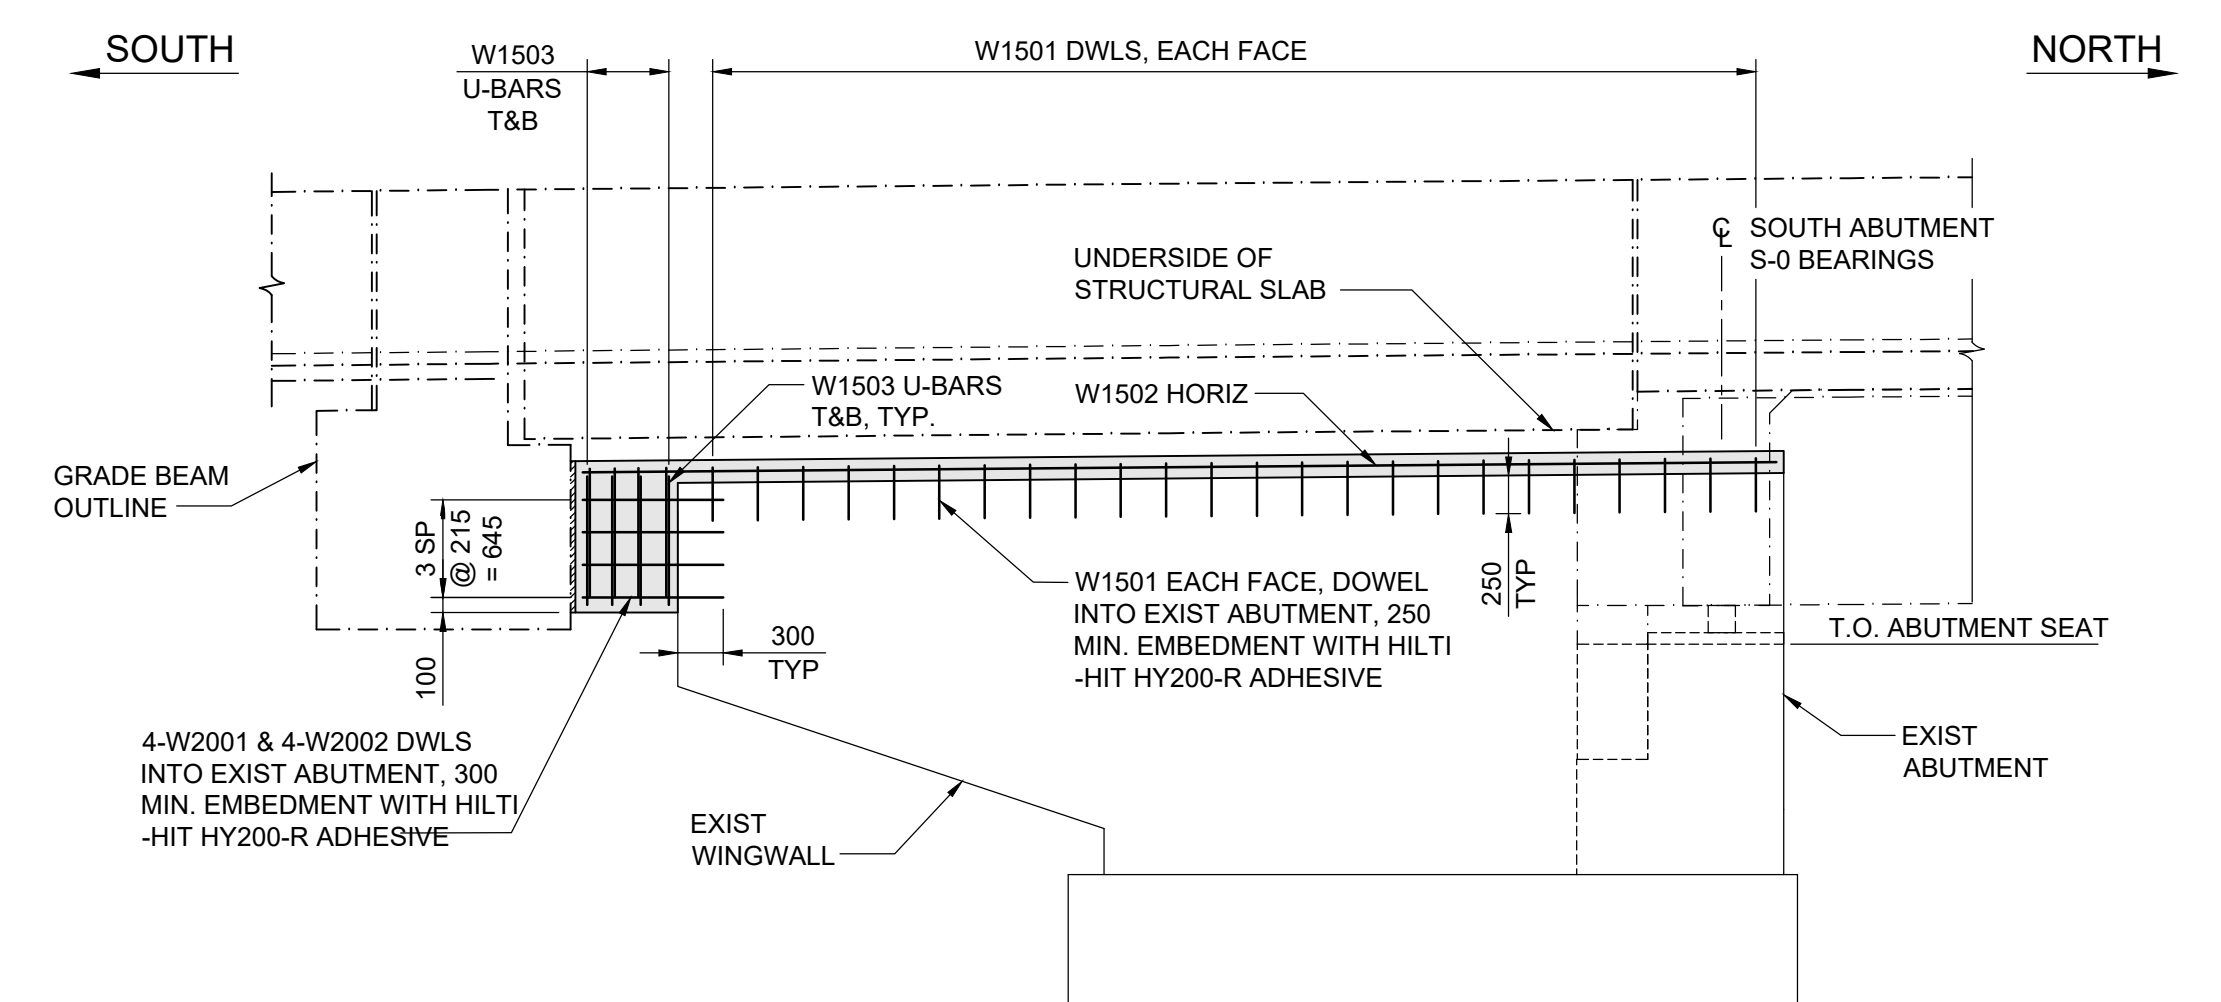 SOUTH
W1503
U-BARS
T&B
W1501 DWLS, EACH FACE
NORTH
℄ SOUTH ABUTMENT
S-0 BEARINGS
UNDERSIDE OF
STRUCTURAL SLAB
W1503 U-BARS
T&B, TYP.
W1502 HORIZ
GRADE BEAM
OUTLINE
3 SP
@ 215
= 645
100
300
TYP
250
TYP
W1501 EACH FACE, DOWEL
INTO EXIST ABUTMENT, 250
MIN. EMBEDMENT WITH HILTI
-HIT HY200-R ADHESIVE
T.O. ABUTMENT SEAT
4-W2001 & 4-W2002 DWLS
INTO EXIST ABUTMENT, 300
MIN. EMBEDMENT WITH HILTI
-HIT HY200-R ADHESIVE
EXIST
WINGWALL
EXIST
ABUTMENT